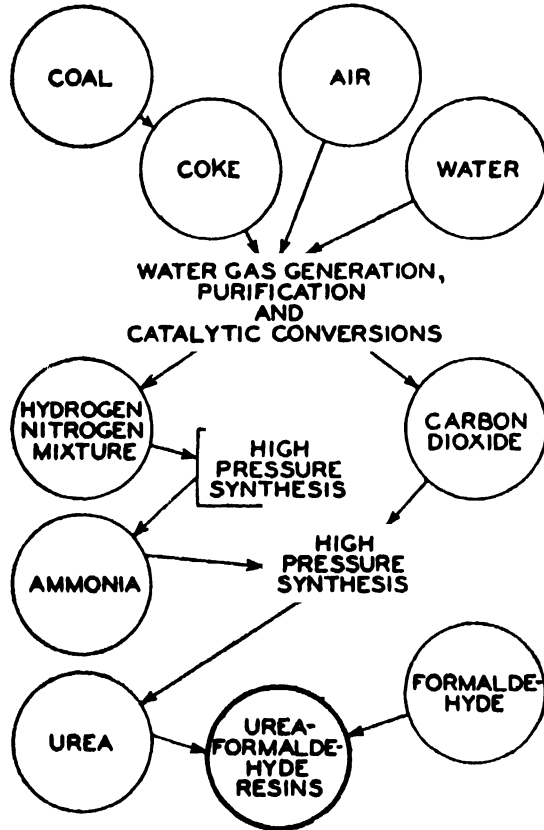 COAL
AIR
COKE
WATER
WATER GAS GENERATION,
PURIFICATION
AND
CATALYTIC CONVERSIONS
HYDROGEN
NITROGEN
MIXTURE
HIGH
PRESSURE
SYNTHESIS
CARBON
DIOXIDE
AMMONIA
HIGH
PRESSURE
SYNTHESIS
UREA
UREA-
FORMALDE-
HYDE
RESINS
FORMALDE-
HYDE